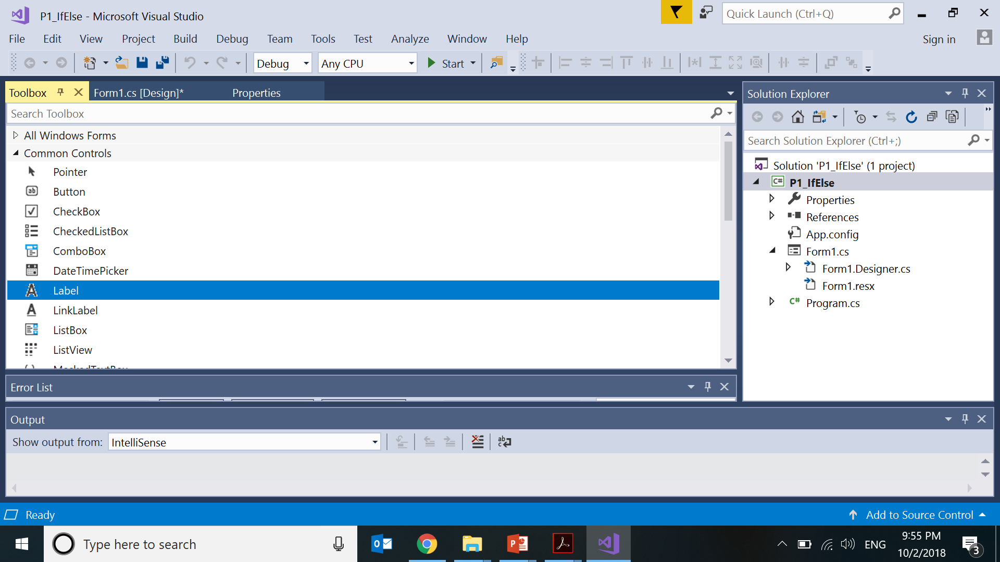 P1_IfElse - Microsoft Visual Studio
Quick Launch (Ctrl+Q)
File Edit View Project Build Debug Team Tools Test Analyze Window Help
Sign in
Debug Any CPU Start
Toolbox Form1.cs [Design]* Properties
Search Toolbox
All Windows Forms
Common Controls
Pointer
Button
CheckBox
CheckedListBox
ComboBox
DateTimePicker
Label
LinkLabel
ListBox
ListView
MaskedTextBox
Solution Explorer
Search Solution Explorer (Ctrl+;)
Solution 'P1_IfElse' (1 project)
P1_IfElse
Properties
References
App.config
Form1.cs
Form1.Designer.cs
Form1.resx
Program.cs
Error List
Output
Show output from: IntelliSense
Ready
Add to Source Control
Type here to search
ENG
9:55 PM
10/2/2018
3